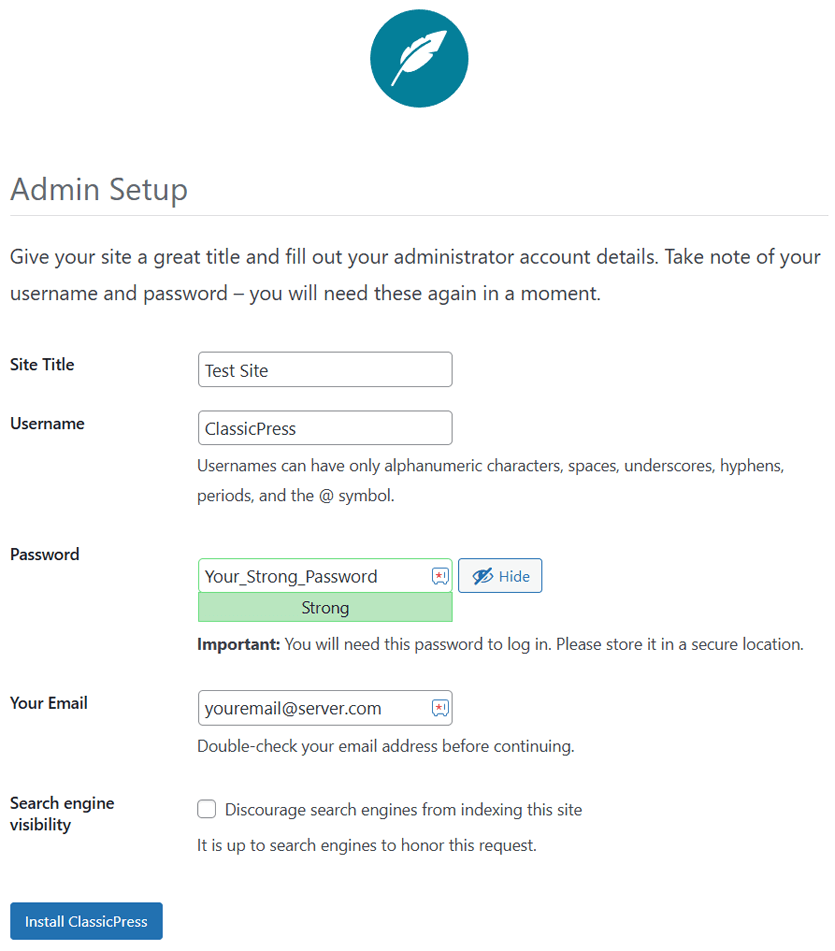 Admin Setup
Give your site a great title and fill out your administrator account details. Take note of your
username and password – you will need these again in a moment.
Site Title
Test Site
Username
ClassicPress
Usernames can have only alphanumeric characters, spaces, underscores, hyphens,
periods, and the @ symbol.
Password
Your_Strong_Password
Hide
Strong
Important: You will need this password to log in. Please store it in a secure location.
Your Email
youremail@server.com
Double-check your email address before continuing.
Search engine
visibility
Discourage search engines from indexing this site
It is up to search engines to honor this request.
Install ClassicPress